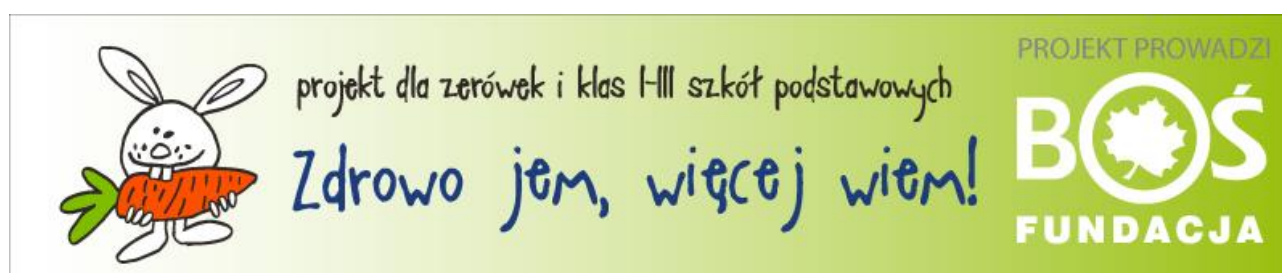 projekt dla zerówek i klas I-III szkół podstawowych
Zdrowo jem, więcej wiem!
PROJEKT PROWADZI
BOŚ
FUNDACJA